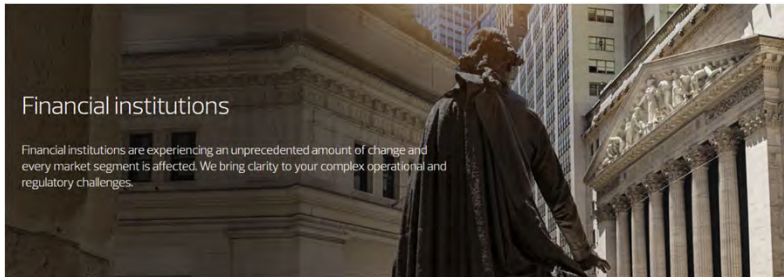 Financial institutions
Financial institutions are experiencing an unprecedented amount of change and
every market segment is affected. We bring clarity to your complex operational and
regulatory challenges.